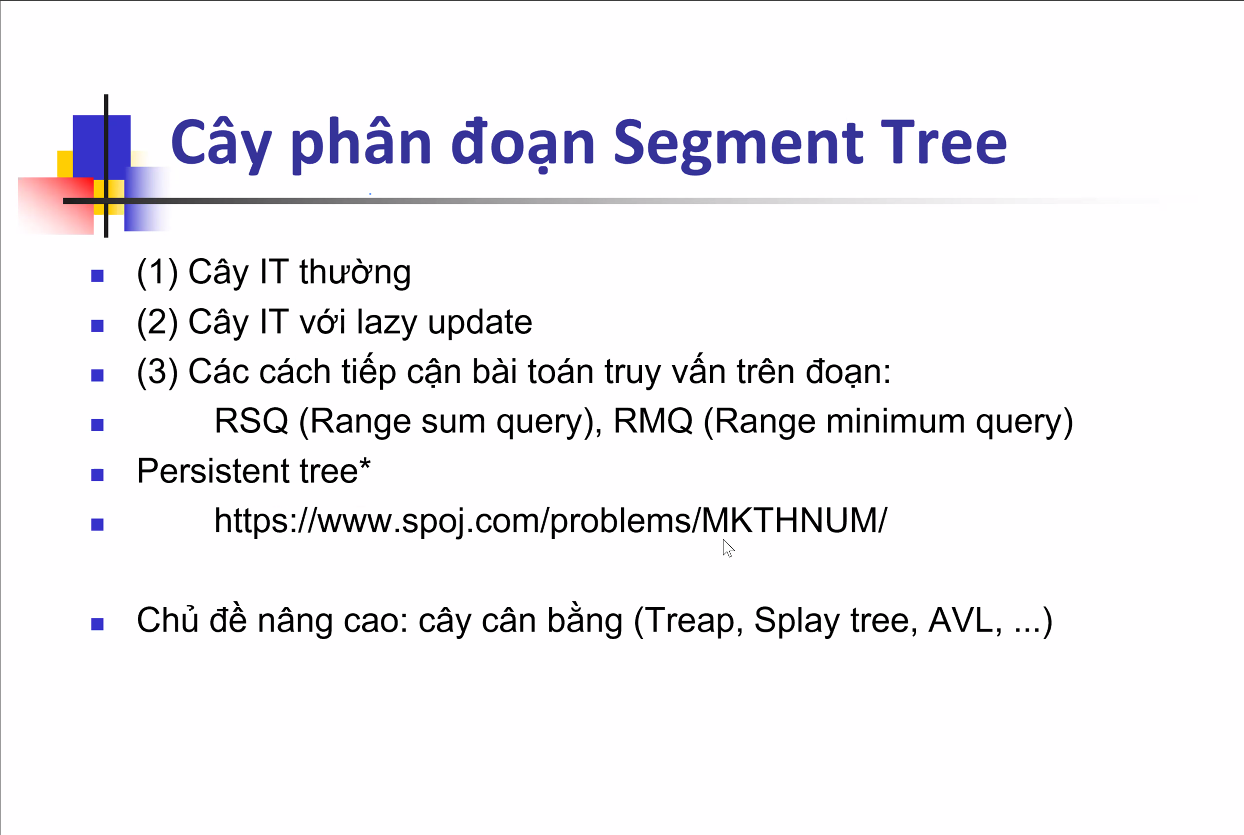 Cây phân đoạn Segment Tree
(1) Cây IT thường
(2) Cây IT với lazy update
(3) Các cách tiếp cận bài toán truy vấn trên đoạn:
RSQ (Range sum query), RMQ (Range minimum query)
Persistent tree*
https://www.spoj.com/problems/MKTHNUM/
Chủ đề nâng cao: cây cân bằng (Treap, Splay tree, AVL, ...)